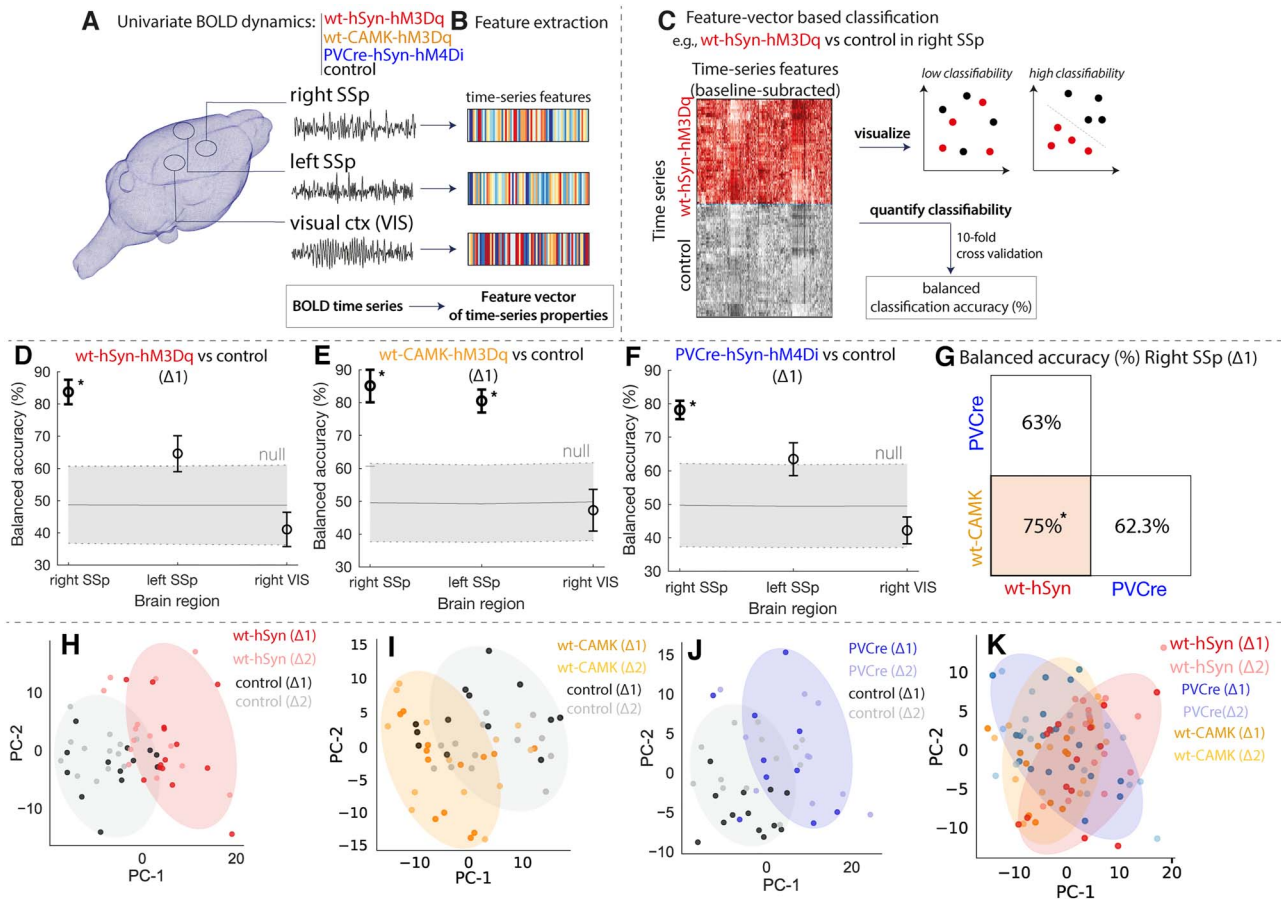 A Univariate BOLD dynamics:
wt-hSyn-hM3Dq
wt-CAMK-hM3Dq
PVCre-hSyn-hM4Di
control
right SSp
left SSp
visual ctx (VIS)
B Feature extraction
time-series features
BOLD time series
Feature vector
of time-series properties
C Feature-vector based classification
e.g., wt-hSyn-hM3Dq vs control in right SSp
Time-series features
(baseline-subracted)
Time series
wt-hSyn-hM3Dq
control
visualize
low classifiability
high classifiability
quantify classifiability
10-fold
cross validation
balanced
classification accuracy (%)
D wt-hSyn-hM3Dq vs control
(Δ1)
Balanced accuracy (%)
90
80
70
60
50
40
30
*
null
right SSp left SSp right VIS
Brain region
E wt-CAMK-hM3Dq vs control
(Δ1)
Balanced accuracy (%)
90
80
70
60
50
40
30
*
*
null
right SSp left SSp right VIS
Brain region
F PVCre-hSyn-hM4Di vs control
(Δ1)
Balanced accuracy (%)
90
80
70
60
50
40
30
*
null
right SSp left SSp right VIS
Brain region
G Balanced accuracy (%) Right SSp (Δ1)
PVCre
63%
wt-CAMK
75%* 62.3%
wt-hSyn PVCre
H
wt-hSyn (Δ1)
wt-hSyn (Δ2)
control (Δ1)
control (Δ2)
PC-2
10
0
−10
0 20
PC-1
I
wt-CAMK (Δ1)
wt-CAMK (Δ2)
control (Δ1)
control (Δ2)
PC-2
15
10
5
0
−5
−10
−15
−10 0 10
PC-1
J
PVCre (Δ1)
PVCre (Δ2)
control (Δ1)
control (Δ2)
PC-2
15
10
5
0
−5
−10
0 20
PC-1
K
wt-hSyn (Δ1)
wt-hSyn (Δ2)
PVCre (Δ1)
PVCre(Δ2)
wt-CAMK (Δ1)
wt-CAMK (Δ2)
PC-2
10
5
0
−5
−10
−10 0 10 20
PC-1